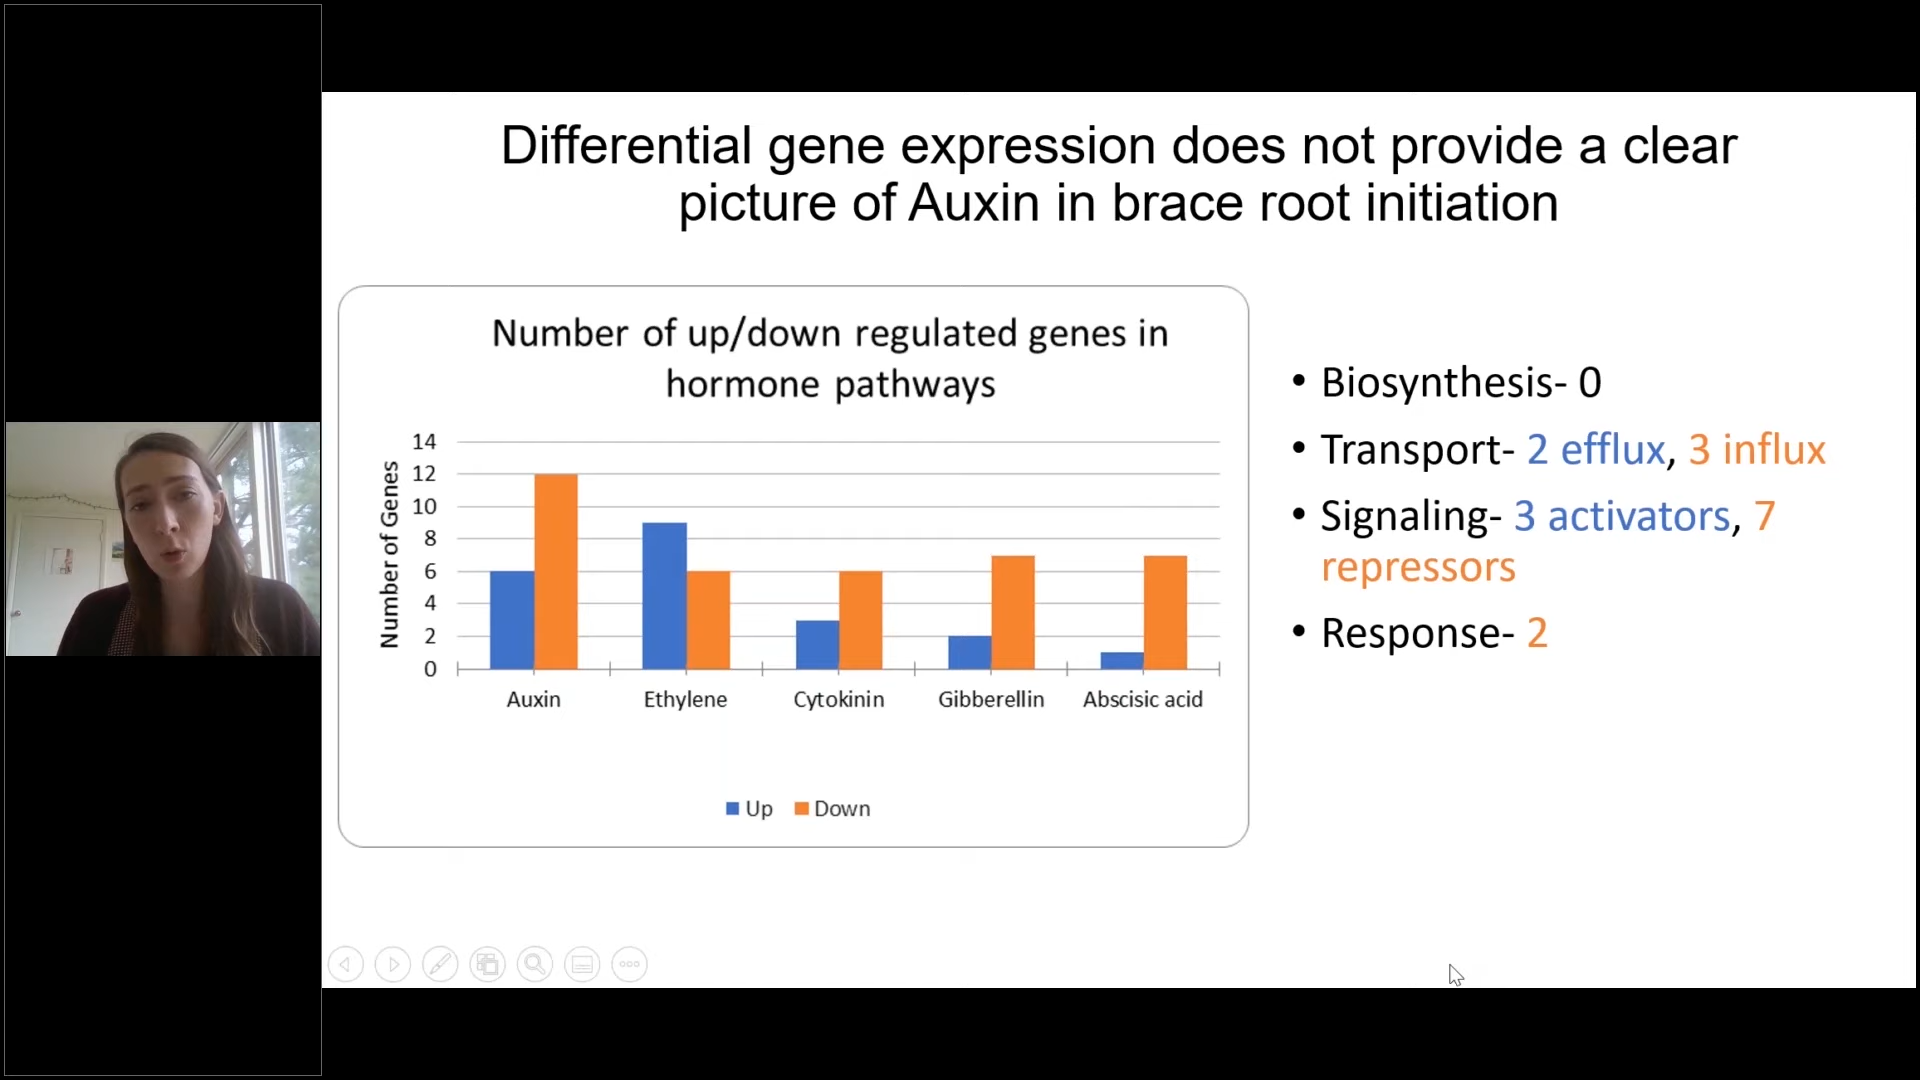 Differential gene expression does not provide a clear
picture of Auxin in brace root initiation
Number of up/down regulated genes in
hormone pathways
Number of Genes
14
12
10
8
6
4
2
0
Auxin
Ethylene
Cytokinin
Gibberellin
Abscisic acid
Up
Down
• Biosynthesis- 0
• Transport- 2 efflux, 3 influx
• Signaling- 3 activators, 7
repressors
• Response- 2